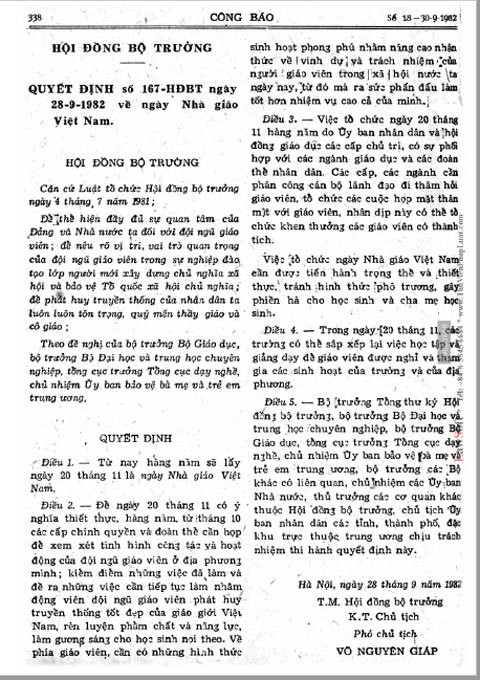 338
CÔNG BÁO
Số 18 — 30-9-1982
HỘI ĐỒNG BỘ TRƯỞNG
QUYẾT ĐỊNH số 167-HĐBT ngày
28-9-1982 về ngày Nhà giáo
Việt Nam.
HỘI ĐỒNG BỘ TRƯỞNG
Căn cứ Luật tổ chức Hội đồng bộ trưởng
ngày 4 tháng 7 năm 1981;
Để thể hiện đầy đủ sự quan tâm của
Đảng và Nhà nước ta đối với đội ngũ giáo
viên; để nêu rõ vị trí, vai trò quan trọng
của đội ngũ giáo viên trong sự nghiệp đào
tạo lớp người mới xây dựng chủ nghĩa xã
hội và bảo vệ Tổ quốc xã hội chủ nghĩa;
để phát huy truyền thống của nhân dân ta
luôn luôn tôn trọng, quý mến thầy giáo và
cô giáo;
Theo đề nghị của bộ trưởng Bộ Giáo dục,
bộ trưởng Bộ Đại học và trung học chuyên
nghiệp, tổng cục trưởng Tổng cục dạy nghề,
chủ nhiệm Ủy ban bảo vệ bà mẹ và trẻ em
trung ương,
QUYẾT ĐỊNH
Điều 1. — Từ nay hàng năm sẽ lấy
ngày 20 tháng 11 là ngày Nhà giáo Việt
Nam.
Điều 2. — Để ngày 20 tháng 11 có ý
nghĩa thiết thực, hàng năm, từ tháng 10
các cấp chính quyền và đoàn thể cần họp
để xem xét tình hình công tác và hoạt
động của đội ngũ giáo viên ở địa phương
mình; kiểm điểm những việc đã làm và
đề ra những việc cần tiếp tục làm nhằm
động viên đội ngũ giáo viên phát huy
truyền thống tốt đẹp của giáo giới Việt
Nam, rèn luyện phẩm chất và năng lực,
làm gương sáng cho học sinh noi theo. Về
phía giáo viên, cần có những hình thức
sinh hoạt phong phú nhằm nâng cao nhận
thức về vinh dự và trách nhiệm của
người giáo viên trong xã hội nước ta
ngày nay, từ đó mà ra sức phấn đấu làm
tốt hơn nhiệm vụ cao cả của mình.
Điều 3. — Việc tổ chức ngày 20 tháng
11 hàng năm do Ủy ban nhân dân và hội
đồng giáo dục các cấp chủ trì, có sự phối
hợp với các ngành giáo dục và các đoàn
thể nhân dân. Các cấp, các ngành cần
phân công cán bộ lãnh đạo đi thăm hỏi
giáo viên, tổ chức các cuộc họp mặt thân
mật với giáo viên, nhân dịp này có thể tổ
chức khen thưởng các giáo viên có thành
tích.
Việc tổ chức ngày Nhà giáo Việt Nam
cần được tiến hành trọng thể và thiết
thực, tránh hình thức phô trương, gây
phiền hà cho học sinh và cha mẹ học
sinh.
Điều 4. — Trong ngày 20 tháng 11, các
trường có thể sắp xếp lại việc học tập và
giảng dạy để giáo viên được nghỉ và tham
gia các sinh hoạt của trường và của địa
phương.
Điều 5. — Bộ trưởng Tổng thư ký Hội
đồng bộ trưởng, bộ trưởng Bộ Đại học và
trung học chuyên nghiệp, bộ trưởng Bộ
Giáo dục, tổng cục trưởng Tổng cục dạy
nghề, chủ nhiệm Ủy ban bảo vệ bà mẹ và
trẻ em trung ương, bộ trưởng các Bộ
khác có liên quan, chủ nhiệm các Ủy ban
Nhà nước, thủ trưởng các cơ quan khác
thuộc Hội đồng bộ trưởng, chủ tịch Ủy
ban nhân dân các tỉnh, thành phố, đặc
khu trực thuộc trung ương chịu trách
nhiệm thi hành quyết định này.
Hà Nội, ngày 28 tháng 9 năm 1982
T.M. Hội đồng bộ trưởng
K.T. Chủ tịch
Phó chủ tịch
VÕ NGUYÊN GIÁP